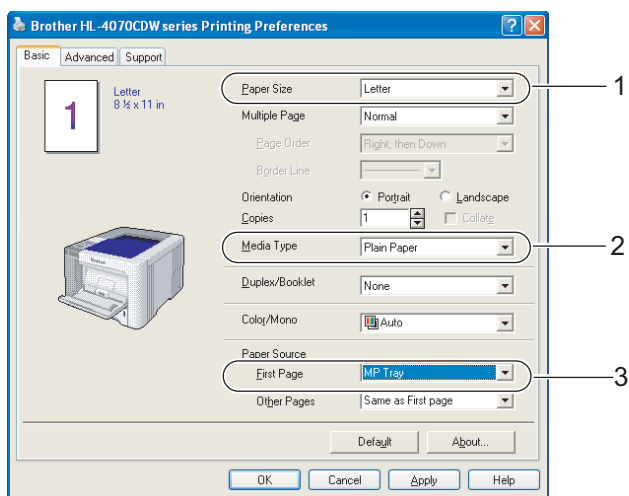 Brother HL-4070CDW series Printing Preferences
Basic Advanced Support
Letter
8 ½ x 11 in
1
Paper Size Letter 1
Multiple Page Normal
Page Order Right, then Down
Border Line
Orientation Portrait Landscape
Copies 1 Collate
Media Type Plain Paper 2
Duplex/Booklet None
Color/Mono Auto
Paper Source
First Page MP Tray 3
Other Pages Same as First page
Default About...
OK Cancel Apply Help